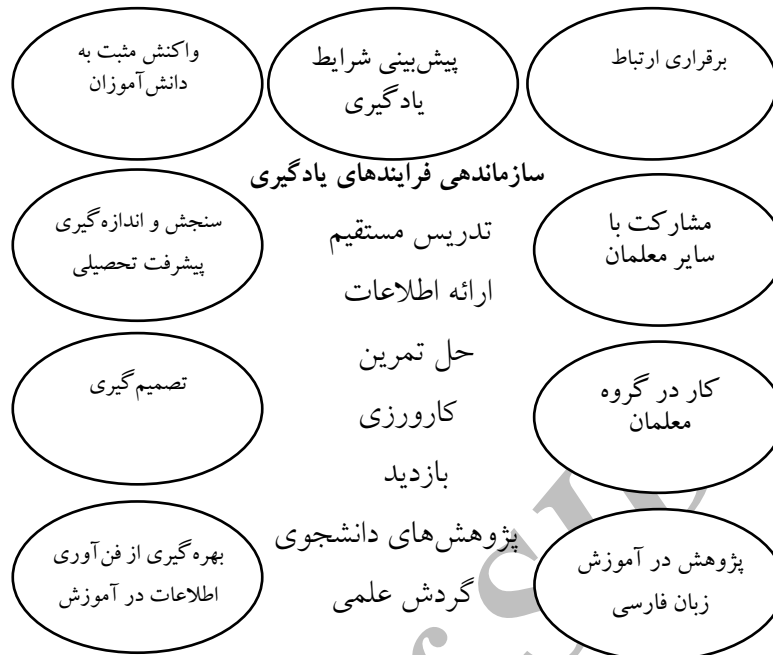 برقراری ارتباط
پیش‌بینی شرایط
یادگیری
واکنش مثبت به
دانش‌آموزان
سازماندهی فرایندهای یادگیری
مشارکت با
سایر معلمان
تدریس مستقیم
سنجش و اندازه‌گیری
پیشرفت تحصیلی
ارائه اطلاعات
حل تمرین
کار در گروه
معلمان
تصمیم‌گیری
کارورزی
بازدید
پژوهش‌های دانشجوی
پژوهش در آموزش
زبان فارسی
بهره‌گیری از فن‌آوری
اطلاعات در آموزش
گردش علمی